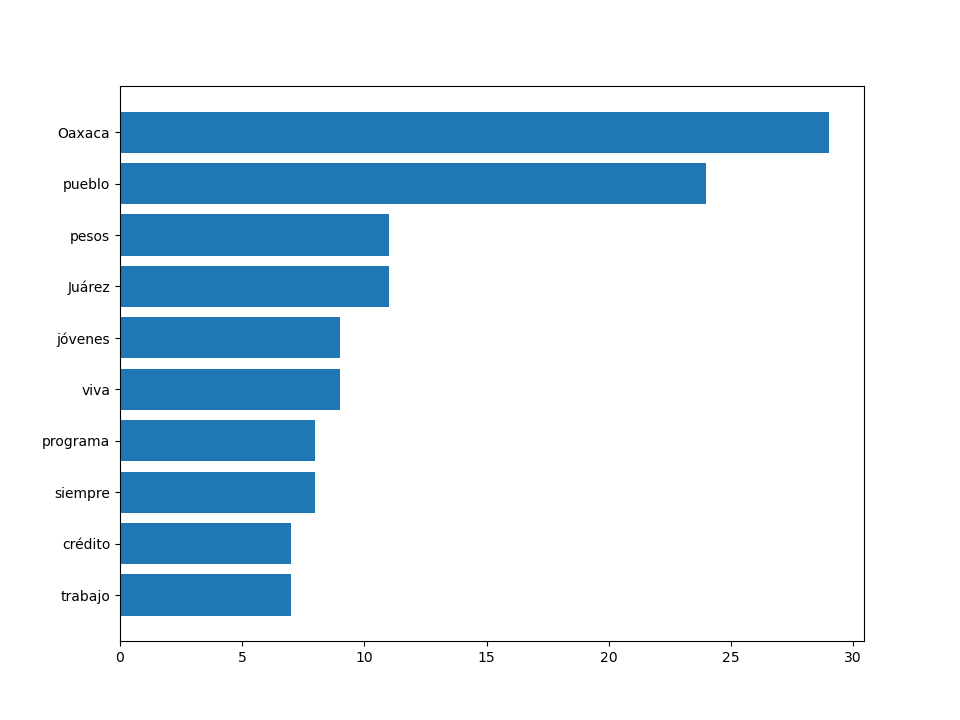 Oaxaca
pueblo
pesos
Juárez
jóvenes
viva
programa
siempre
crédito
trabajo
0 5 10 15 20 25 30